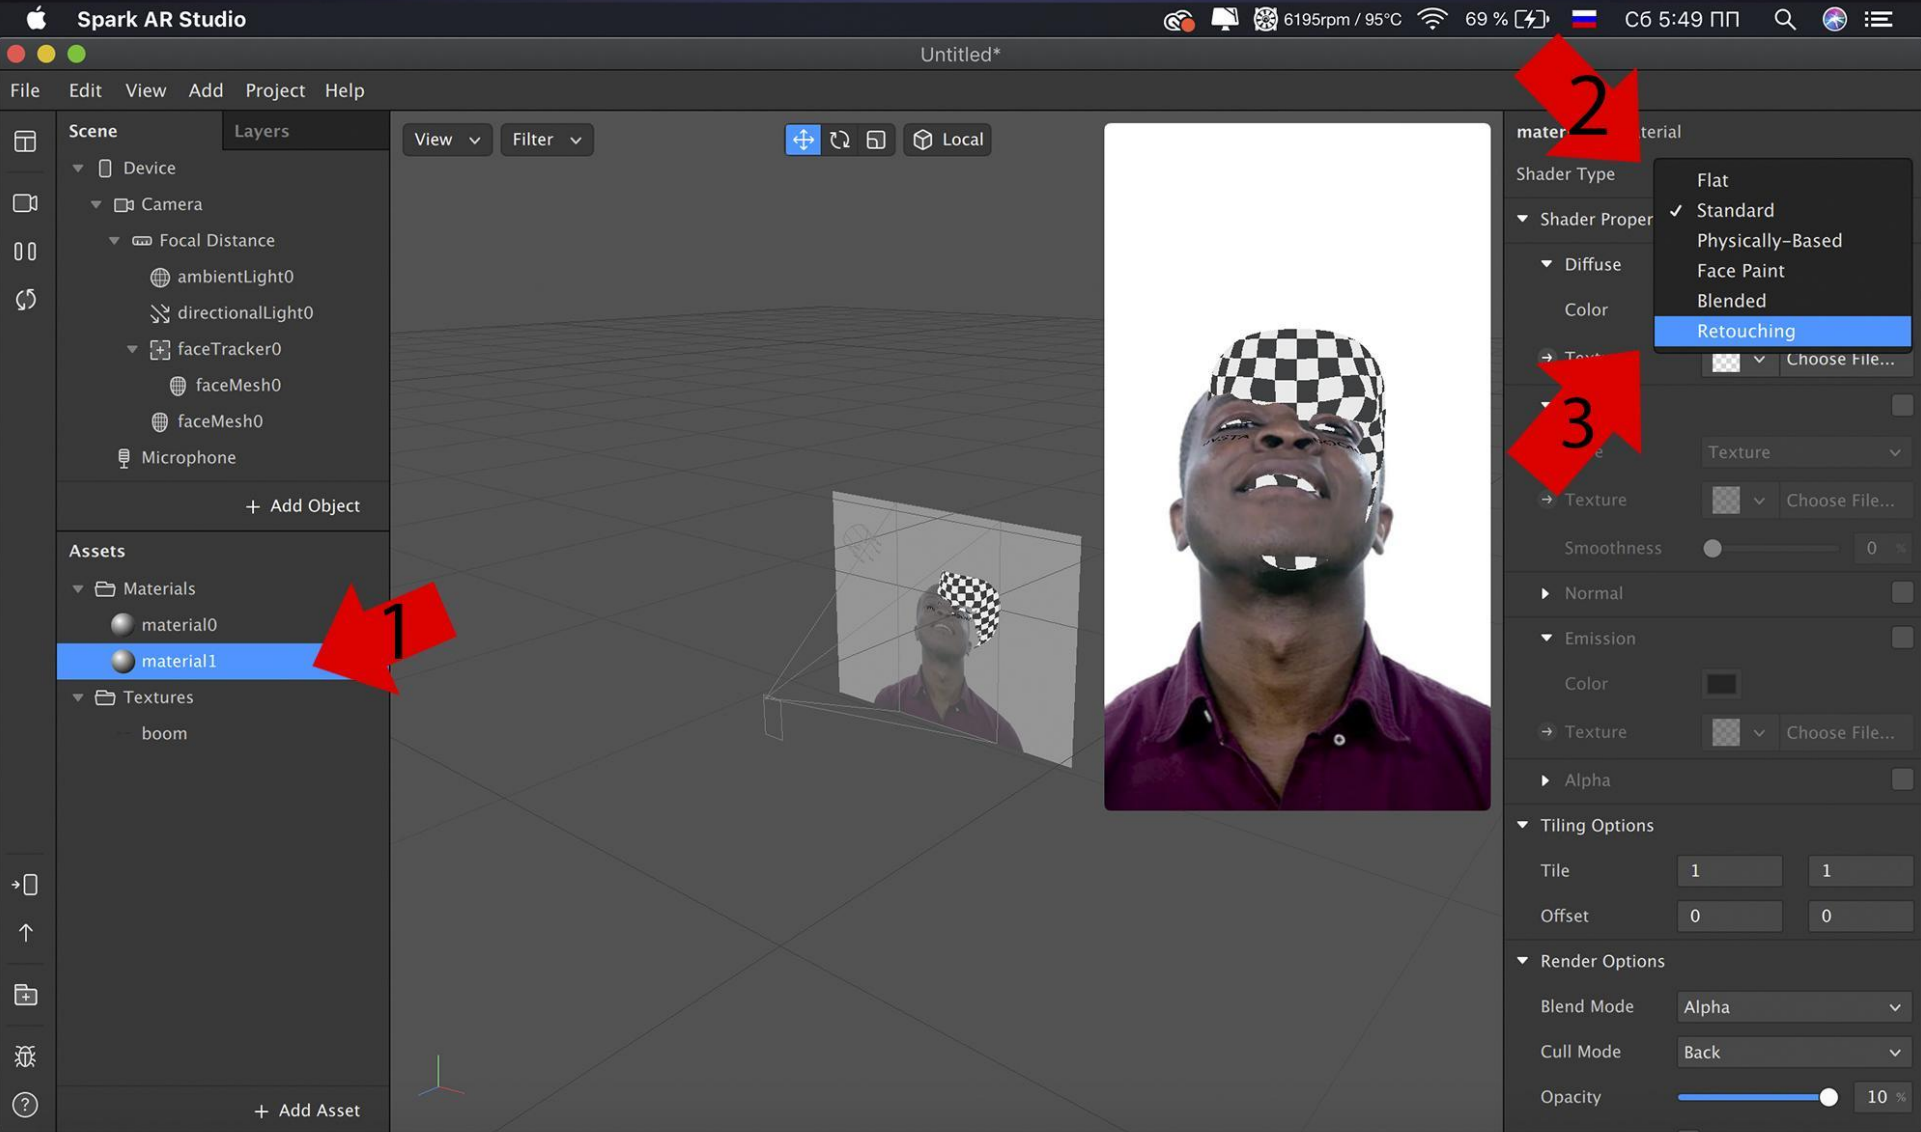 Spark AR Studio
6195rpm / 95°C
69 %
Сб 5:49 ПП
Untitled*
File Edit View Add Project Help
Scene
Layers
Device
Camera
Focal Distance
ambientLight0
directionalLight0
faceTracker0
faceMesh0
faceMesh0
Microphone
+ Add Object
Assets
Materials
material0
material1
Textures
boom
+ Add Asset
View
Filter
Local
1
2
3
Shader Type
Flat
Standard
Physically-Based
Face Paint
Blended
Retouching
Shader Proper
Diffuse
Color
Choose File...
Texture
Texture
Choose File...
Smoothness
0 %
Normal
Emission
Color
Texture
Choose File...
Alpha
Tiling Options
Tile
1
1
Offset
0
0
Render Options
Blend Mode
Alpha
Cull Mode
Back
Opacity
10 %